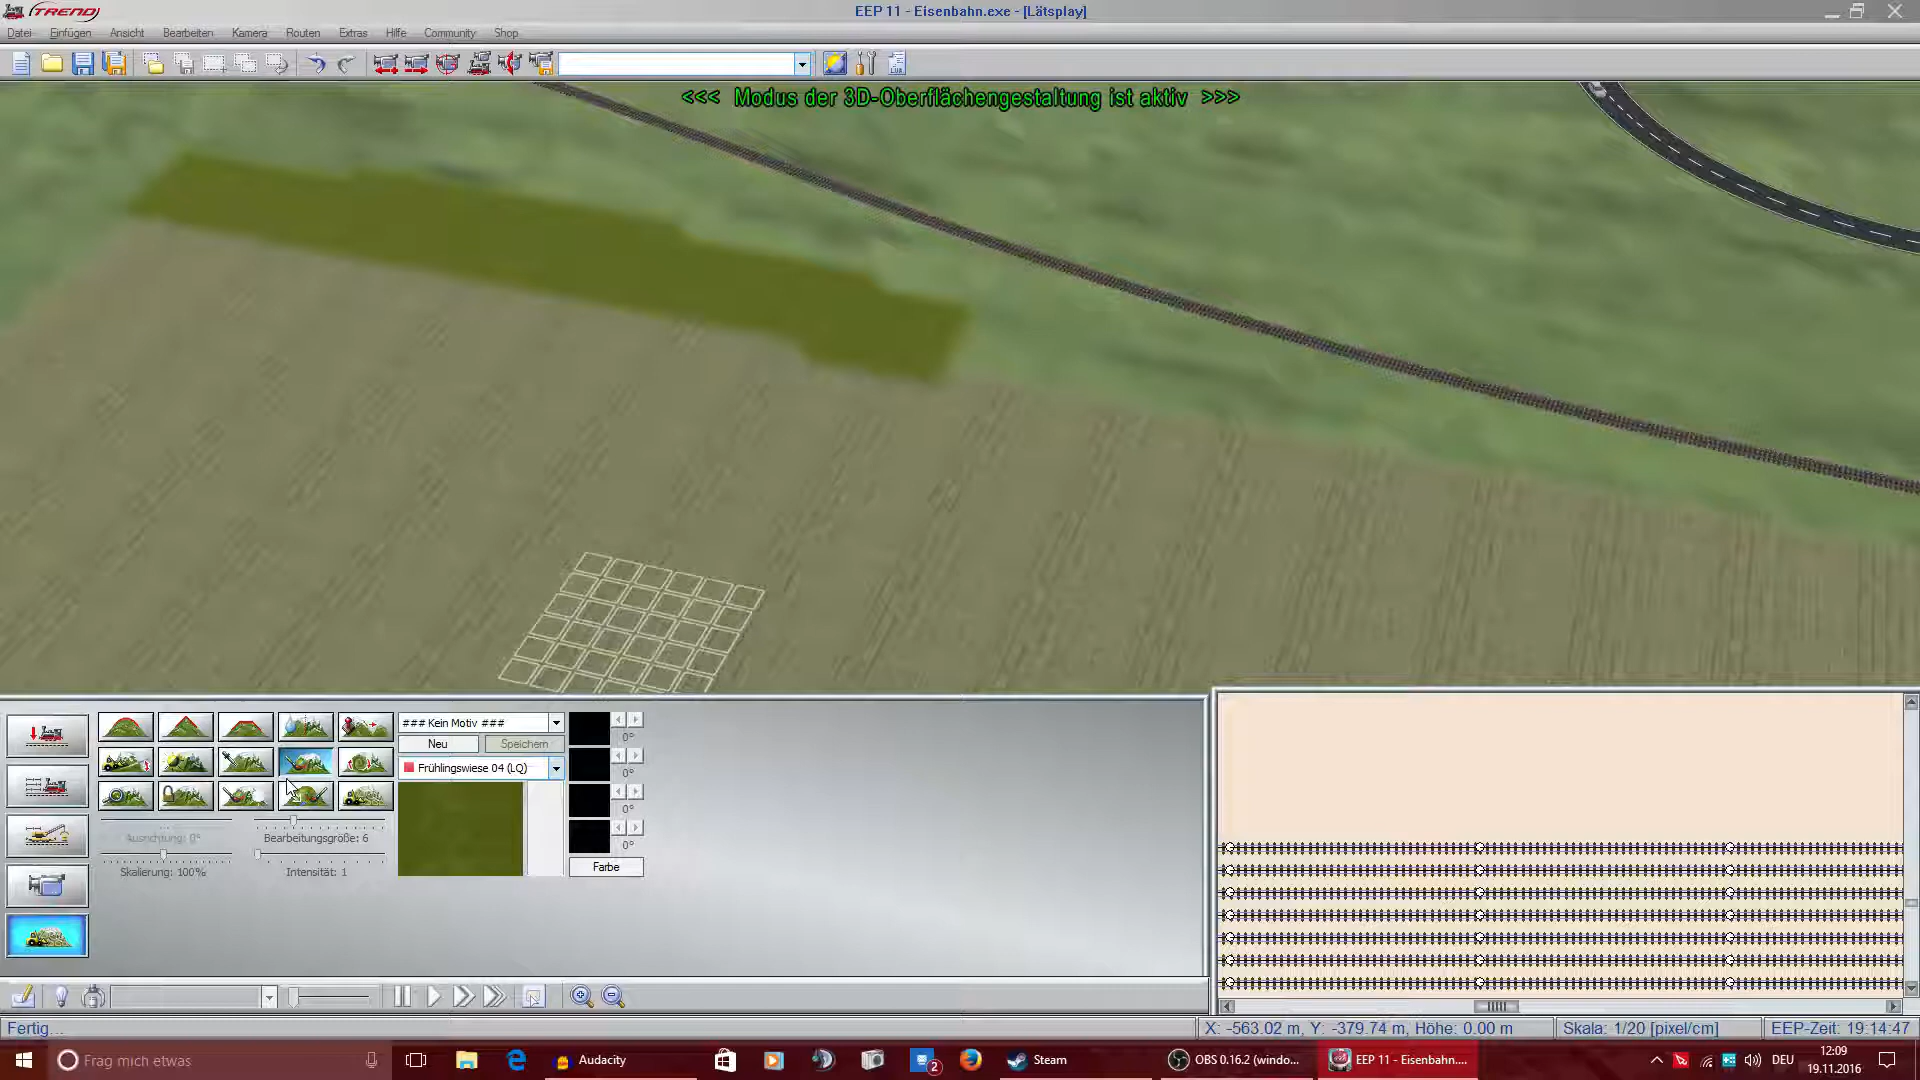 TREND
EEP 11 - Eisenbahn.exe - [Lätsplay]
Datei Einfügen Ansicht Bearbeiten Kamera Routen Extras Hilfe Community Shop
<<< Modus der 3D-Oberflächengestaltung ist aktiv >>>
### Kein Motiv ###
Neu Speichern
0°
Frühlingswiese 04 (LQ)
0°
0°
Ausrichtung: 0° Bearbeitungsgröße: 6
0°
Skalierung: 100% Intensität: 1
Farbe
Fertig...
X: -563.02 m, Y: -379.74 m, Höhe: 0.00 m Skala: 1/20 [pixel/cm] EEP-Zeit: 19:14:47
Frag mich etwas Audacity 2 Steam OBS 0.16.2 (windo... EEP 11 - Eisenbahn.... DEU 12:09
19.11.2016